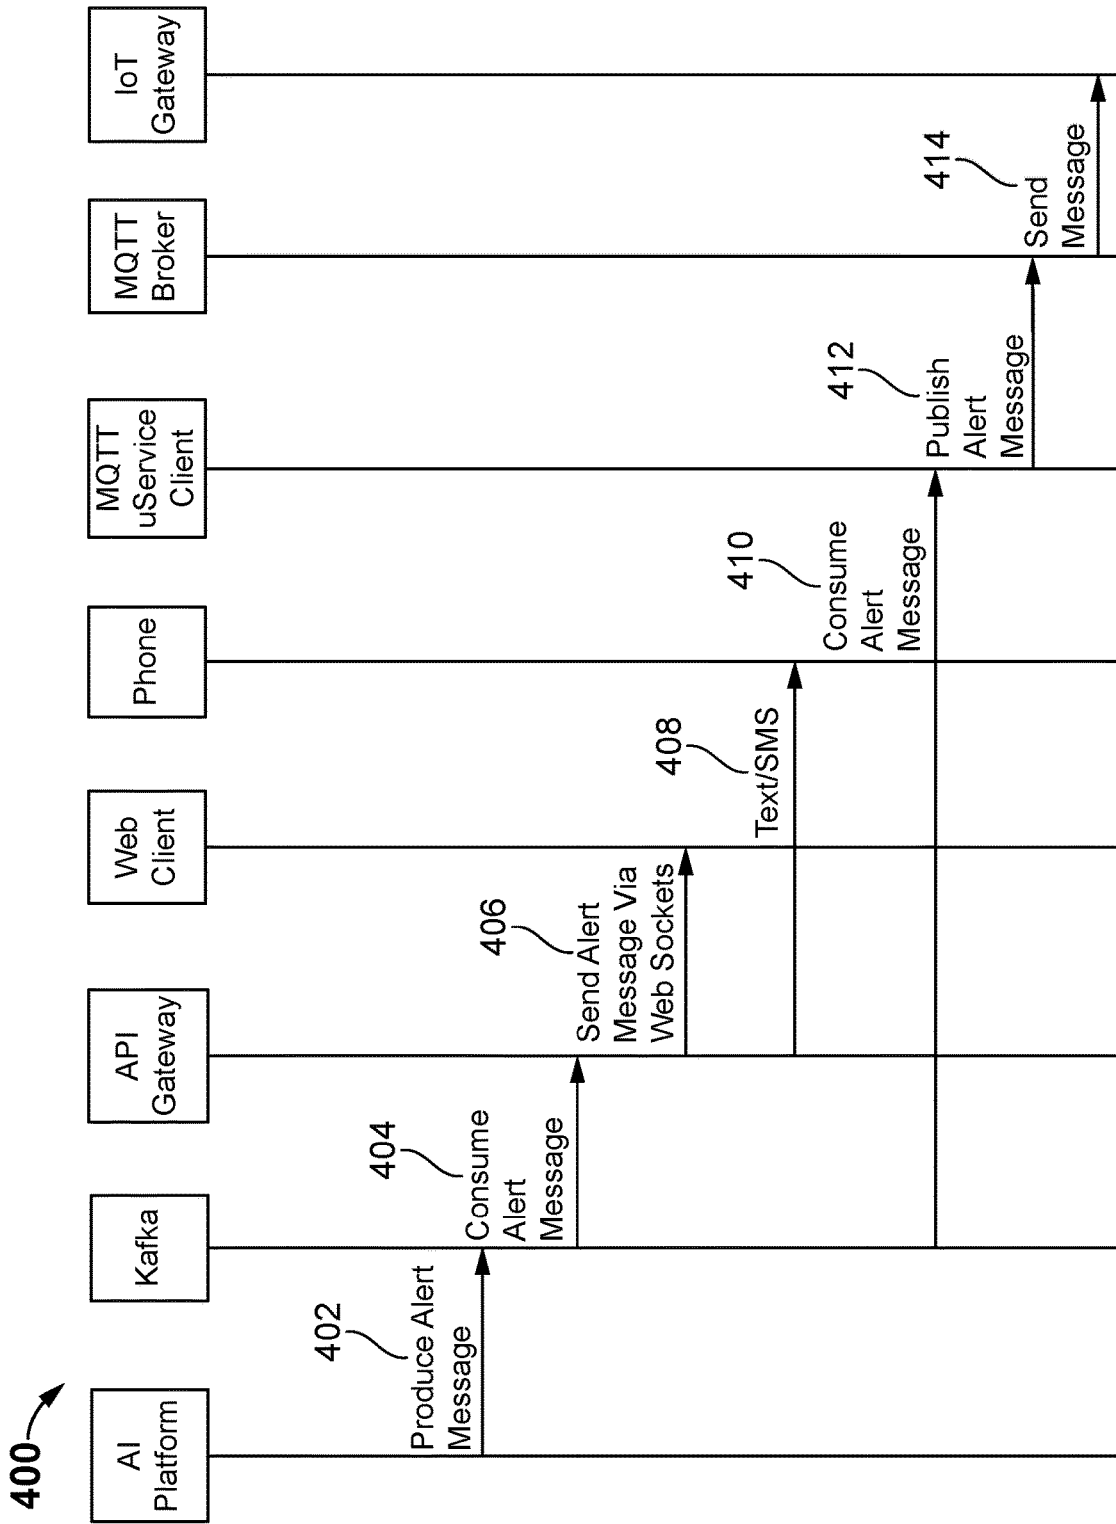 400
AI
Platform
Kafka
API
Gateway
Web
Client
Phone
MQTT
uService
Client
MQTT
Broker
IoT
Gateway
402
Produce Alert
Message
404
Consume
Alert
Message
406
Send Alert
Message Via
Web Sockets
408
Text/SMS
410
Consume
Alert
Message
412
Publish
Alert
Message
414
Send
Message